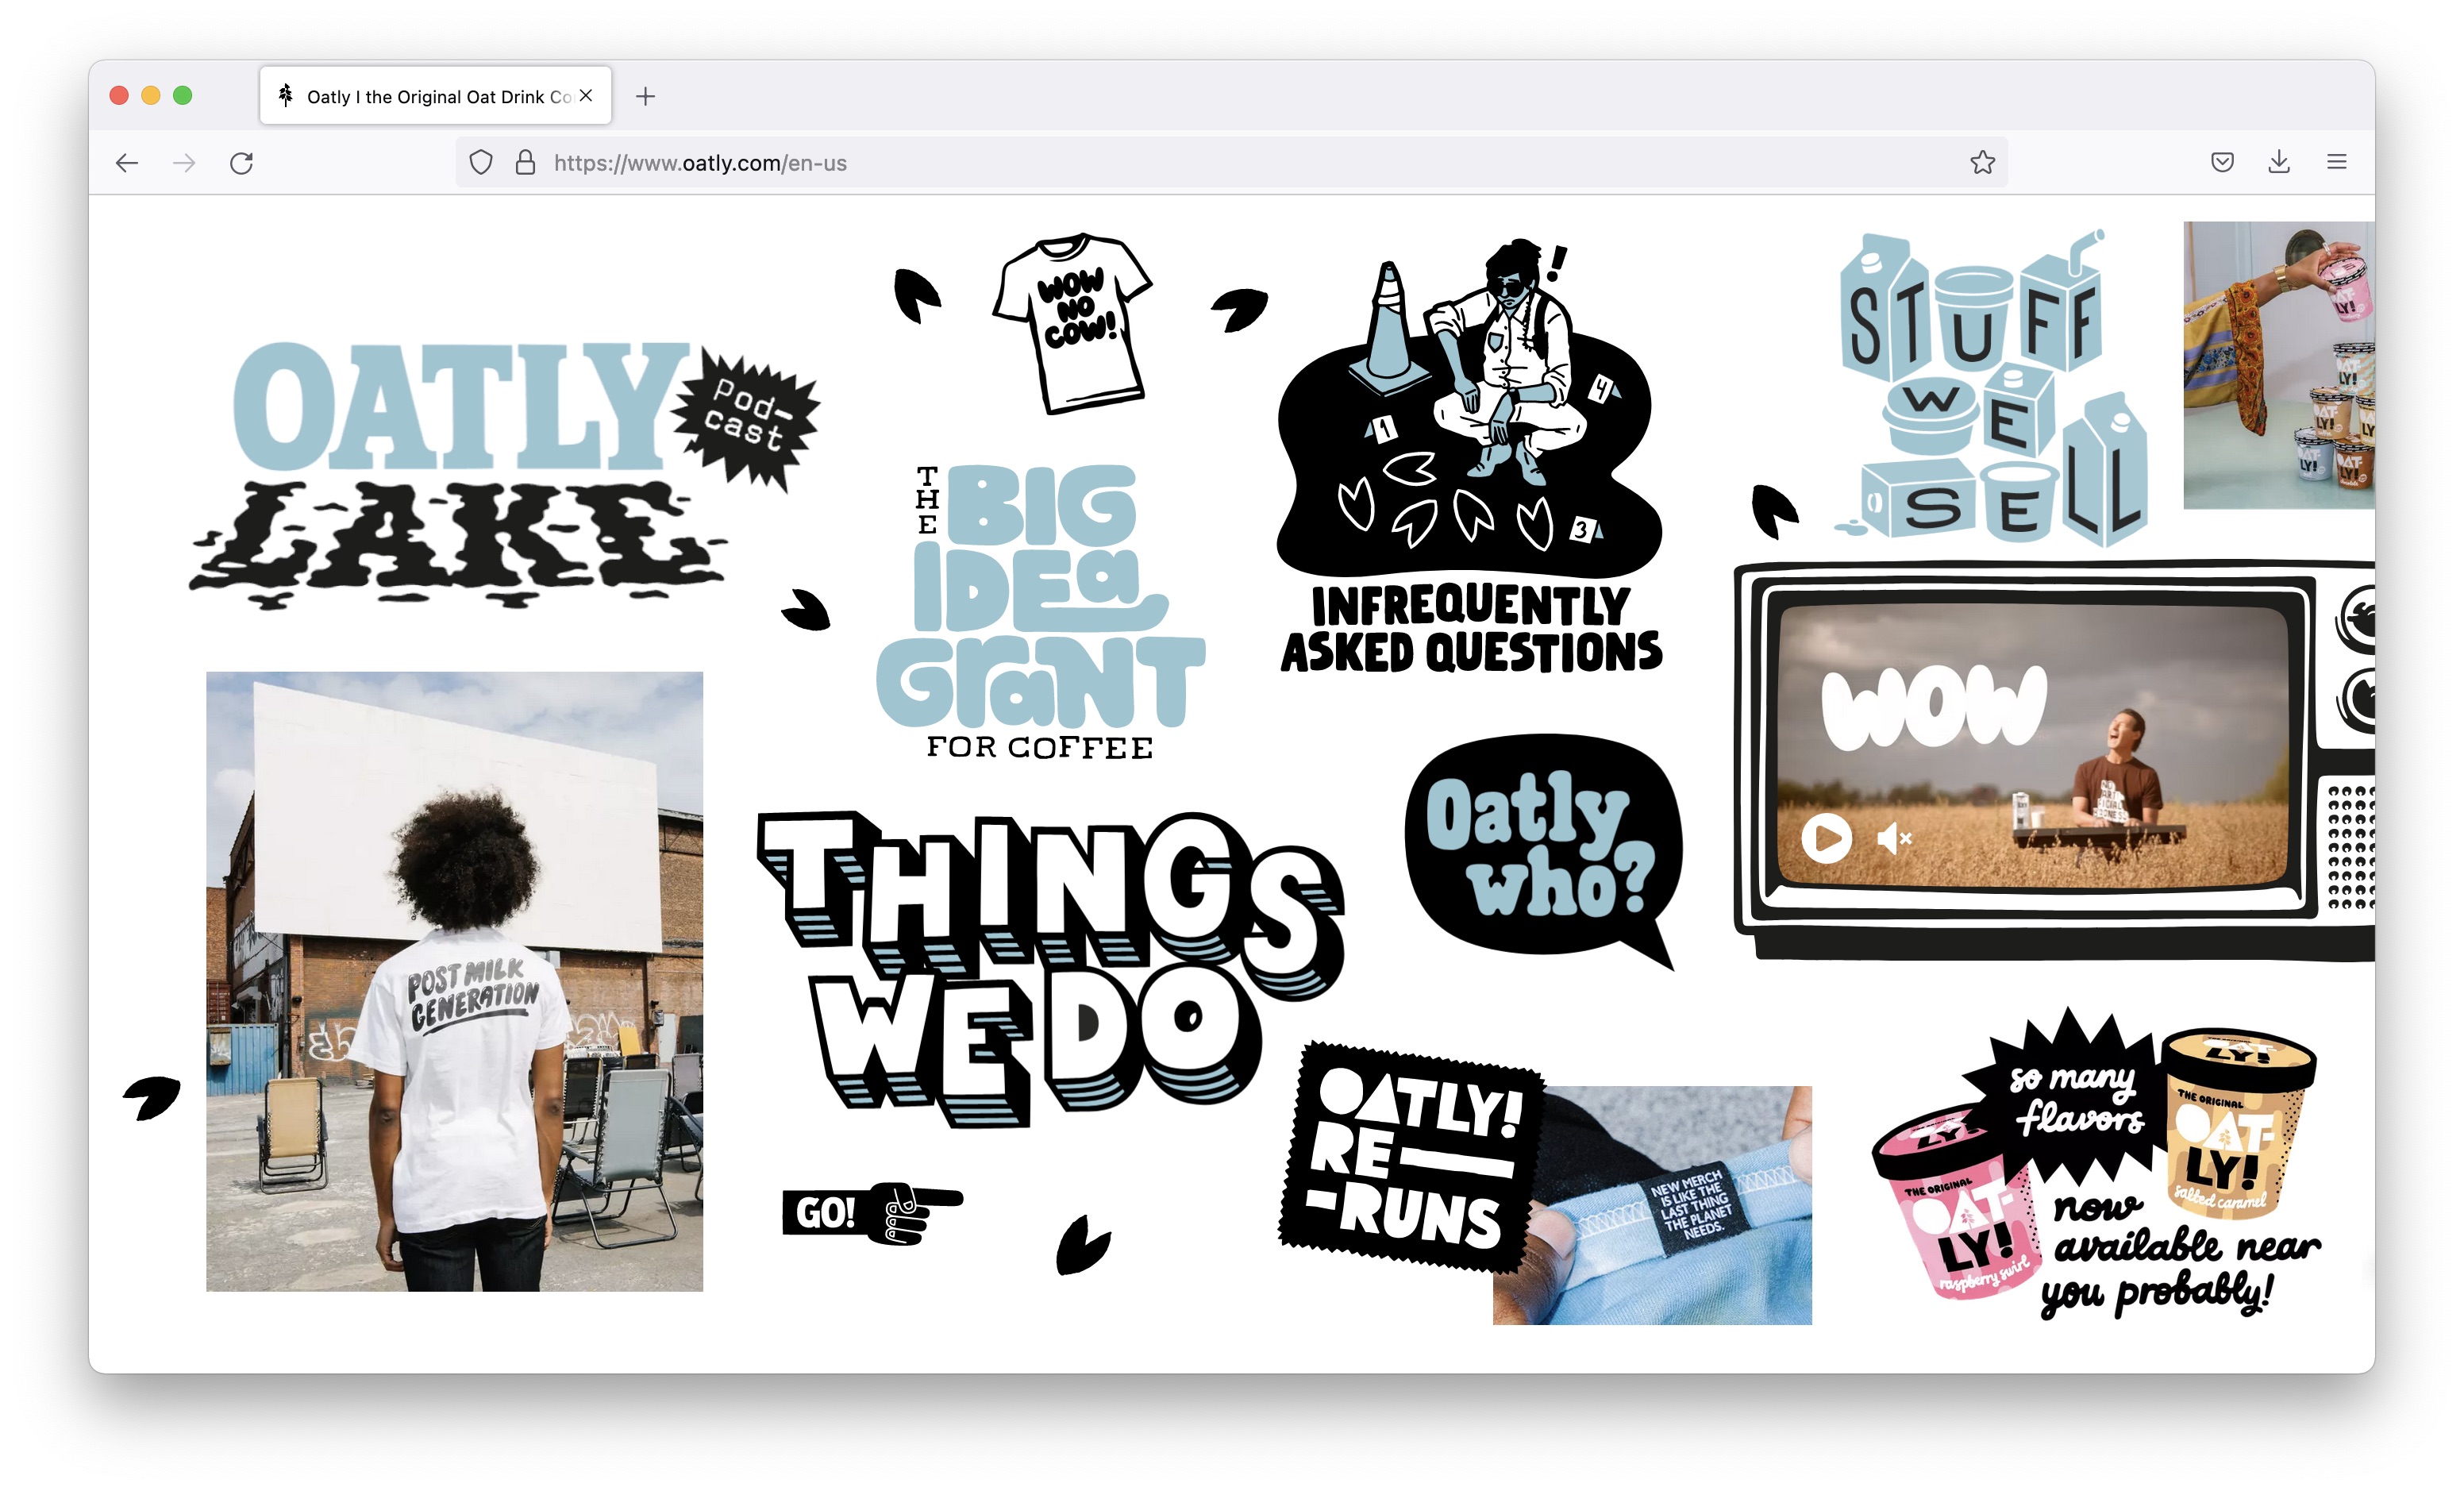 Oatly I the Original Oat Drink Co
https://www.oatly.com/en-us
OATLY
LAKE
Pod-
cast
WOW
NO
COW!
THE
BIG
IDEA
GRANT
FOR COFFEE
!
1
4
3
INFREQUENTLY
ASKED QUESTIONS
STUFF
WE
SELL
WOW
POST MILK
GENERATION
THINGS
WE DO
Oatly
who?
GO!
OATLY!
RE-
-RUNS
NEW MERCH
IS LIKE THE
LAST THING
THE PLANET
NEEDS.
so many
flavors
THE ORIGINAL
OAT-
LY!
salted caramel
THE ORIGINAL
OAT-
LY!
raspberry swirl
now
available near
you probably!